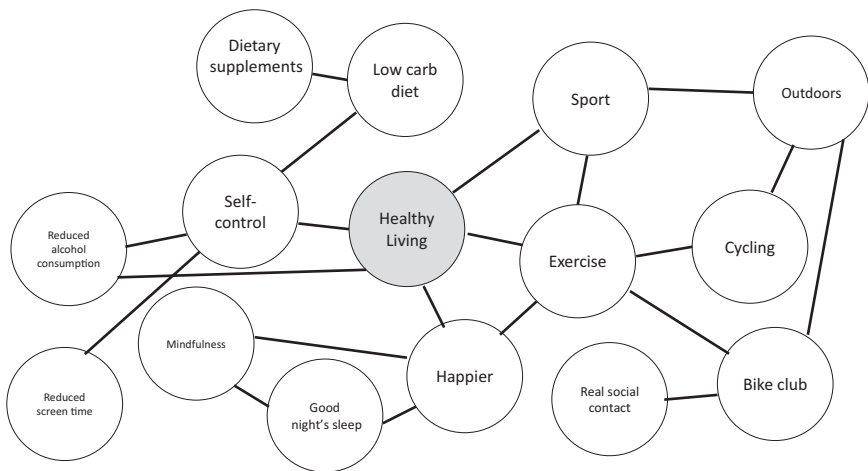 Dietary
supplements
Low carb
diet
Sport
Outdoors
Self-
control
Healthy
Living
Reduced
alcohol
consumption
Exercise
Cycling
Mindfulness
Happier
Bike club
Reduced
screen time
Good
night's sleep
Real social
contact